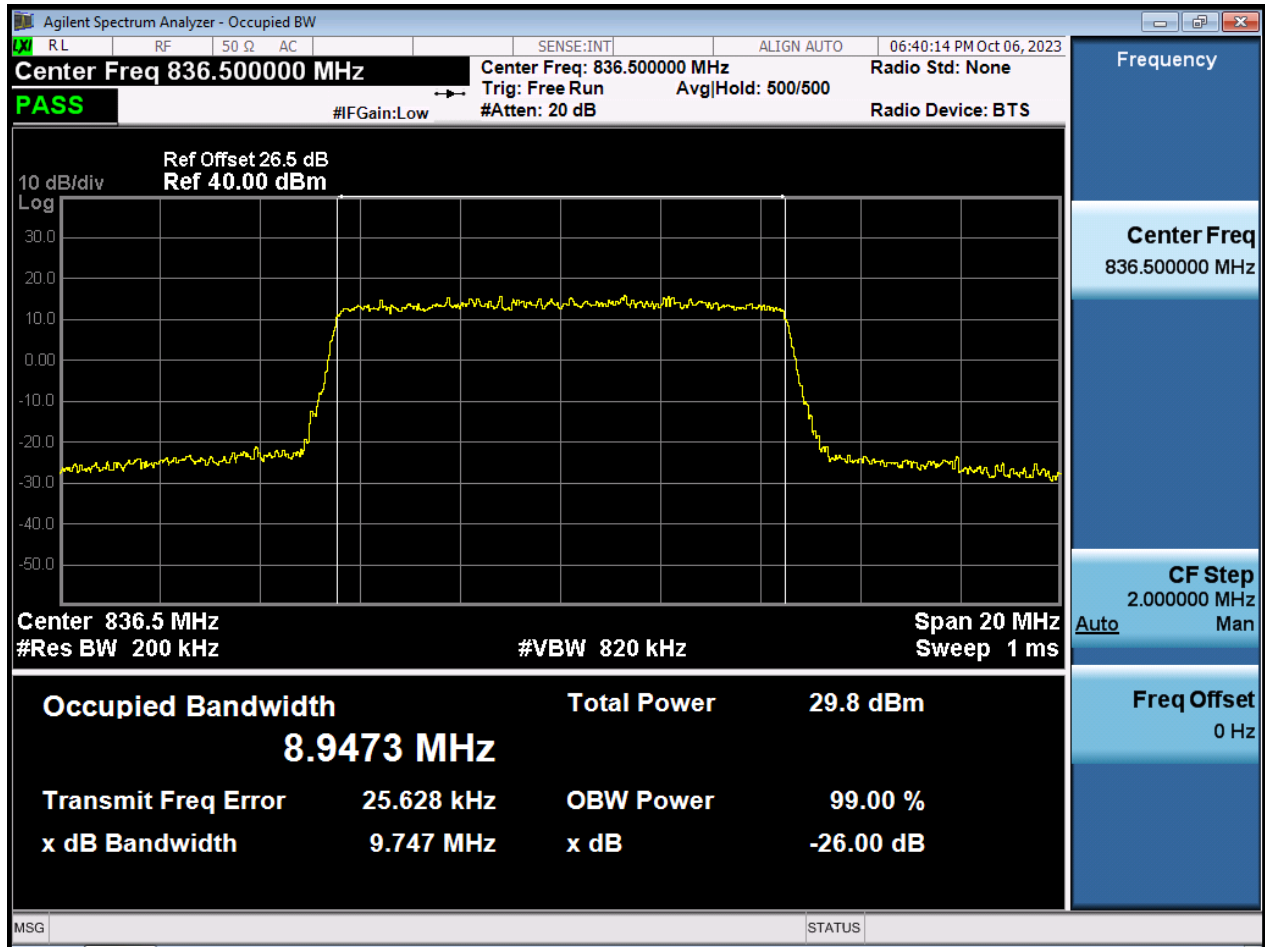 Agilent Spectrum Analyzer - Occupied BW
LXI RL RF 50 Ω AC SENSE:INT ALIGN AUTO 06:40:14 PM Oct 06, 2023
Center Freq 836.500000 MHz
Center Freq: 836.500000 MHz
Radio Std: None
Trig: Free Run Avg|Hold: 500/500
PASS
#IFGain:Low
#Atten: 20 dB
Radio Device: BTS
Ref Offset 26.5 dB
10 dB/div Ref 40.00 dBm
Log
30.0
20.0
10.0
0.00
-10.0
-20.0
-30.0
-40.0
-50.0
Center 836.5 MHz Span 20 MHz
#Res BW 200 kHz #VBW 820 kHz Sweep 1 ms
Occupied Bandwidth Total Power 29.8 dBm
8.9473 MHz
Transmit Freq Error 25.628 kHz OBW Power 99.00 %
x dB Bandwidth 9.747 MHz x dB -26.00 dB
MSG STATUS
Frequency
Center Freq
836.500000 MHz
CF Step
2.000000 MHz
Auto Man
Freq Offset
0 Hz